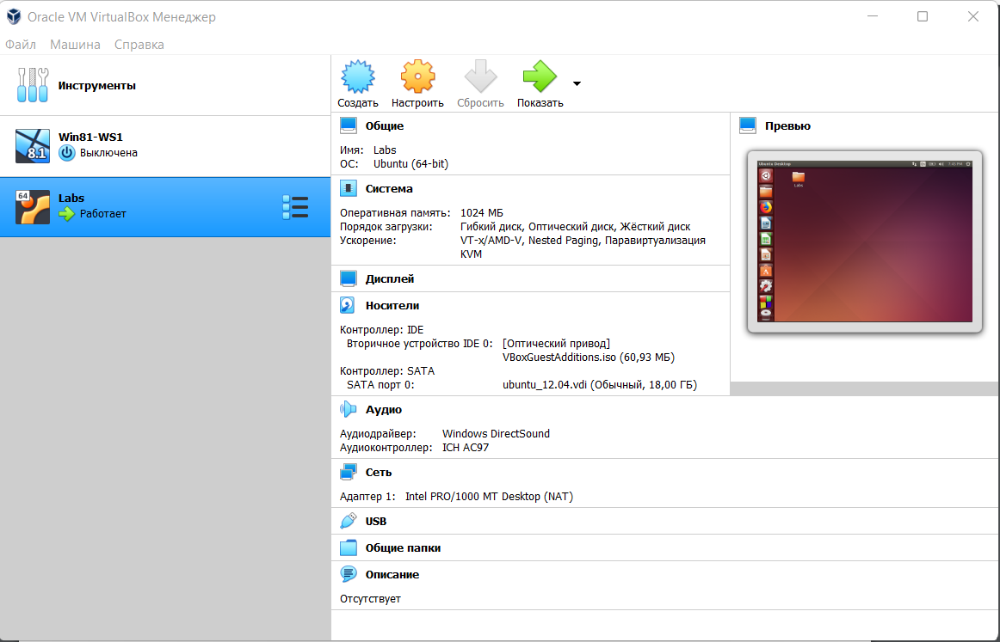 Oracle VM VirtualBox Менеджер
Файл Машина Справка
Инструменты
Win81-WS1
8.1
Выключена
64
Labs
Работает
Создать Настроить Сбросить Показать
Общие
Имя: Labs
ОС: Ubuntu (64-bit)
Система
Оперативная память: 1024 МБ
Порядок загрузки: Гибкий диск, Оптический диск, Жёсткий диск
Ускорение: VT-x/AMD-V, Nested Paging, Паравиртуализация
KVM
Дисплей
Носители
Контроллер: IDE
Вторичное устройство IDE 0: [Оптический привод]
VBoxGuestAdditions.iso (60,93 МБ)
Контроллер: SATA
SATA порт 0: ubuntu_12.04.vdi (Обычный, 18,00 ГБ)
Аудио
Аудиодрайвер: Windows DirectSound
Аудиоконтроллер: ICH AC97
Сеть
Адаптер 1: Intel PRO/1000 MT Desktop (NAT)
USB
Общие папки
Описание
Отсутствует
Превью
Ubuntu Desktop
Labs